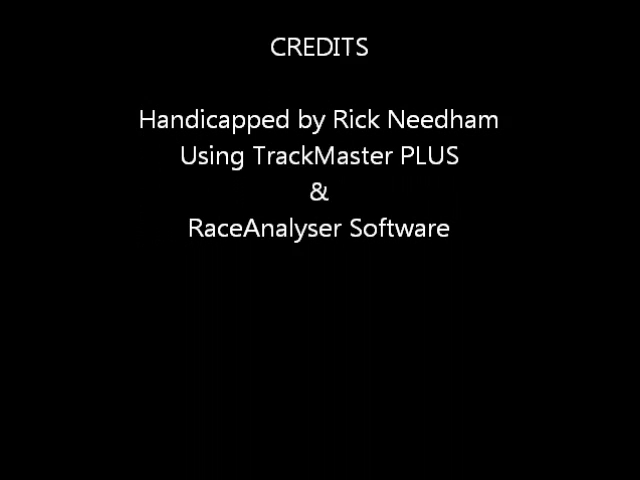 CREDITS
Handicapped by Rick Needham
Using TrackMaster PLUS
&
RaceAnalyser Software